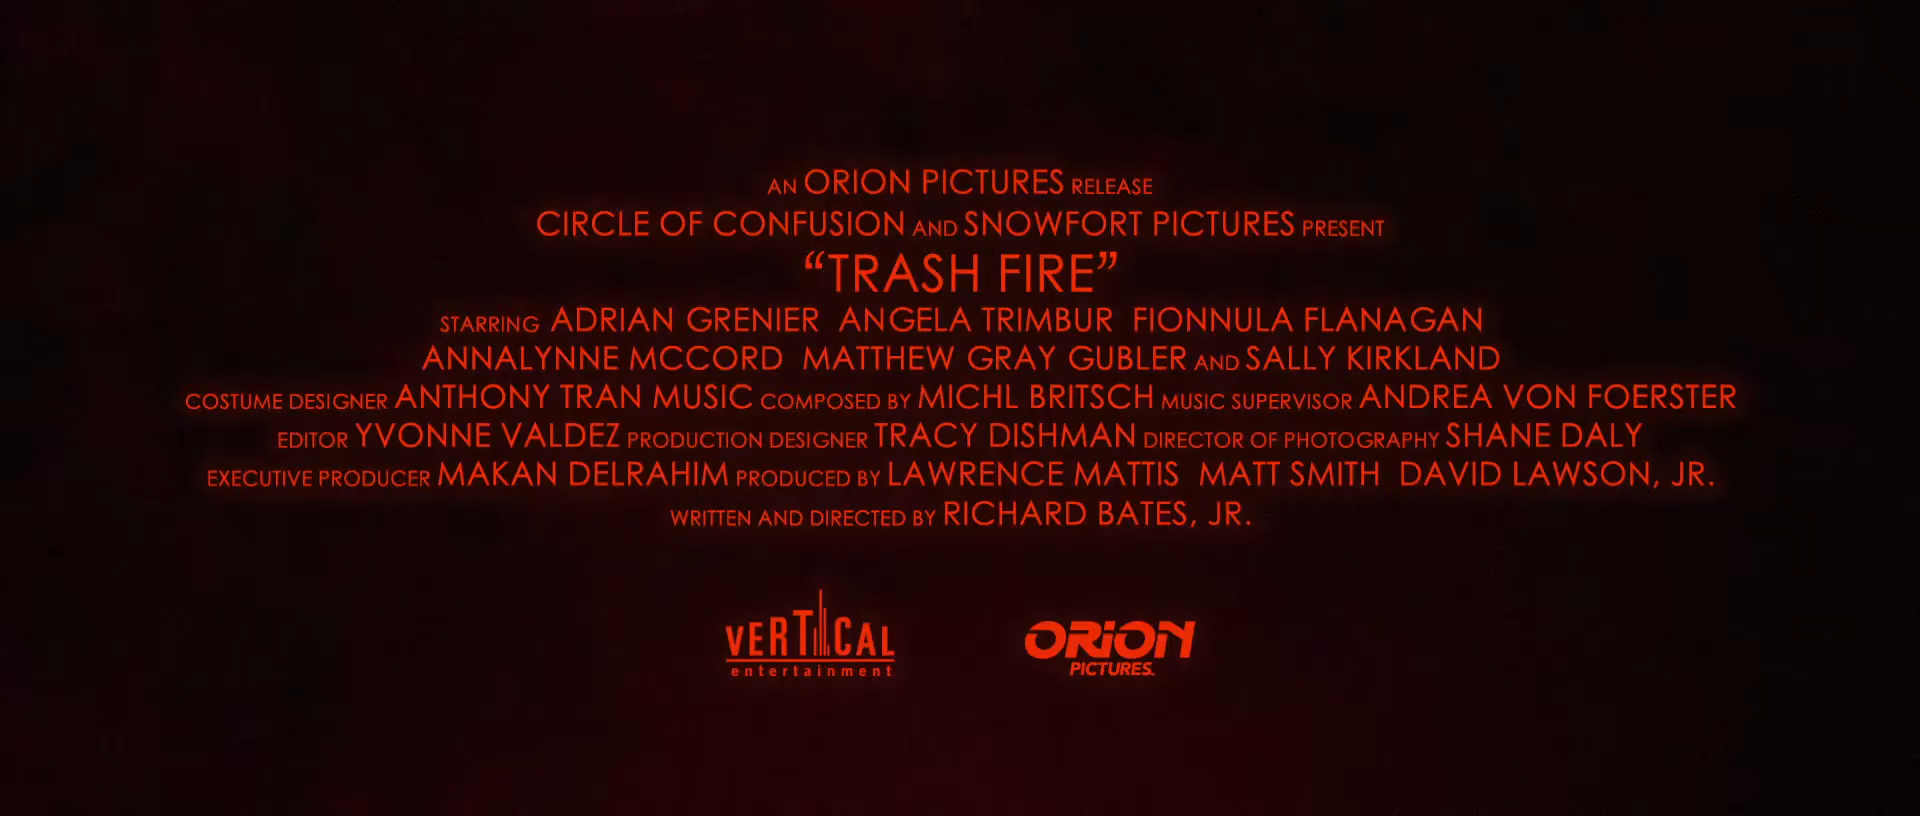 AN ORION PICTURES RELEASE
CIRCLE OF CONFUSION AND SNOWFORT PICTURES PRESENT
“TRASH FIRE”
STARRING ADRIAN GRENIER ANGELA TRIMBUR FIONNULA FLANAGAN
ANNALYNNE MCCORD MATTHEW GRAY GUBLER AND SALLY KIRKLAND
COSTUME DESIGNER ANTHONY TRAN MUSIC COMPOSED BY MICHL BRITSCH MUSIC SUPERVISOR ANDREA VON FOERSTER
EDITOR YVONNE VALDEZ PRODUCTION DESIGNER TRACY DISHMAN DIRECTOR OF PHOTOGRAPHY SHANE DALY
EXECUTIVE PRODUCER MAKAN DELRAHIM PRODUCED BY LAWRENCE MATTIS MATT SMITH DAVID LAWSON, JR.
WRITTEN AND DIRECTED BY RICHARD BATES, JR.
VERTICAL
entertainment
ORION
PICTURES.